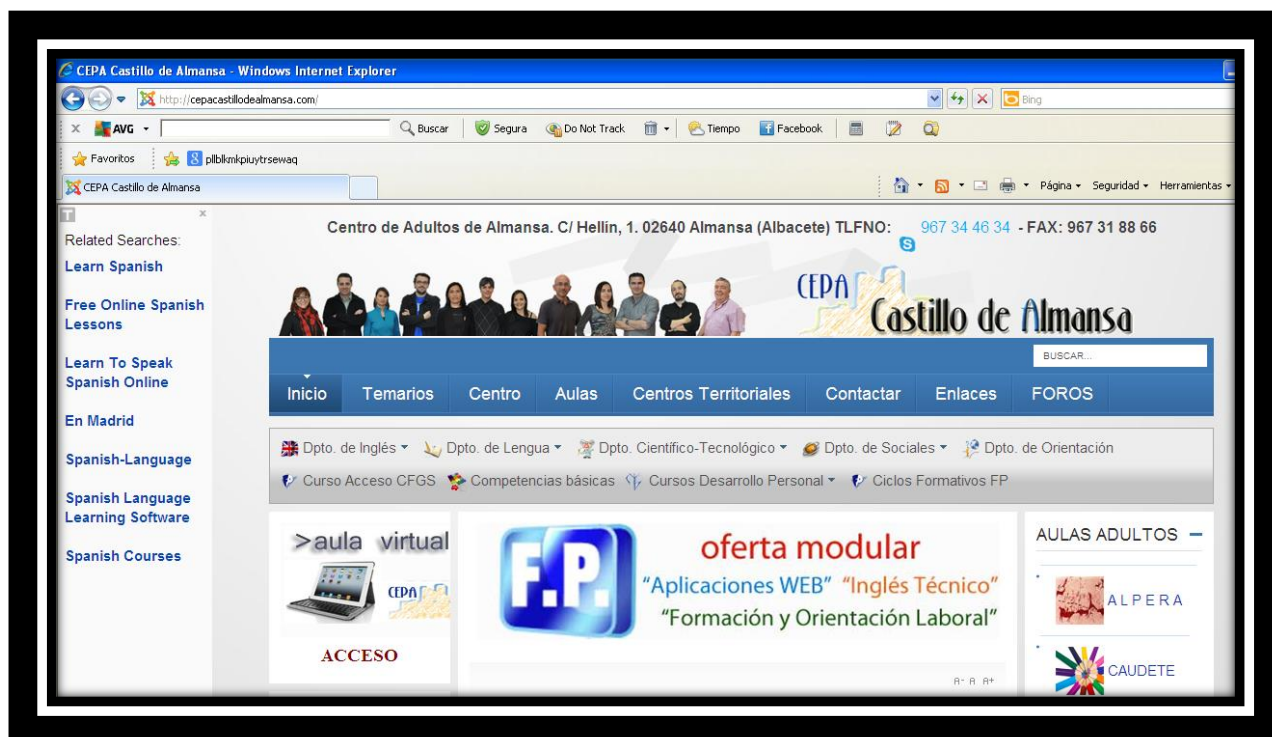 CEPA Castillo de Almansa - Windows Internet Explorer
http://cepacastillodealmansa.com/
Bing
AVG
Buscar
Segura
Do Not Track
Tiempo
Facebook
Favoritos
pllblkmkpiuytrsewaq
CEPA Castillo de Almansa
Página
Seguridad
Herramientas
T
x
Related Searches:
Learn Spanish
Free Online Spanish
Lessons
Learn To Speak
Spanish Online
En Madrid
Spanish-Language
Spanish Language
Learning Software
Spanish Courses
Centro de Adultos de Almansa. C/ Hellin, 1. 02640 Almansa (Albacete) TLFNO: 967 34 46 34 - FAX: 967 31 88 66
CEPA
Castillo de Almansa
BUSCAR...
Inicio Temarios Centro Aulas Centros Territoriales Contactar Enlaces FOROS
Dpto. de Inglés Dpto. de Lengua Dpto. Científico-Tecnológico Dpto. de Sociales Dpto. de Orientación
Curso Acceso CFGS Competencias básicas Cursos Desarrollo Personal Ciclos Formativos FP
>aula virtual
CEPA
ACCESO
F.P.
oferta modular
"Aplicaciones WEB" "Inglés Técnico"
"Formación y Orientación Laboral"
A- A A+
AULAS ADULTOS
ALPERA
CAUDETE